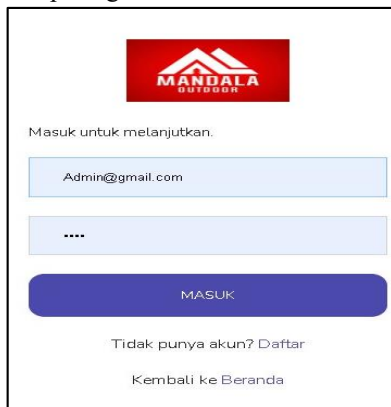 MANDALA
OUTDOOR
Masuk untuk melanjutkan.
Admin@gmail.com
••••
MASUK
Tidak punya akun? Daftar
Kembali ke Beranda